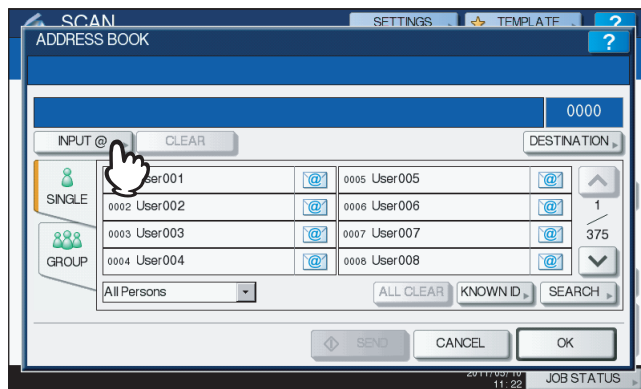 SCAN SETTINGS TEMPLATE ?
ADDRESS BOOK ?
0000
INPUT @ CLEAR DESTINATION
SINGLE
GROUP
User001 @ 0005 User005 @
0002 User002 @ 0006 User006 @
0003 User003 @ 0007 User007 @
0004 User004 @ 0008 User008 @
1
375
All Persons ALL CLEAR KNOWN ID SEARCH
SEND CANCEL OK
11:22 JOB STATUS